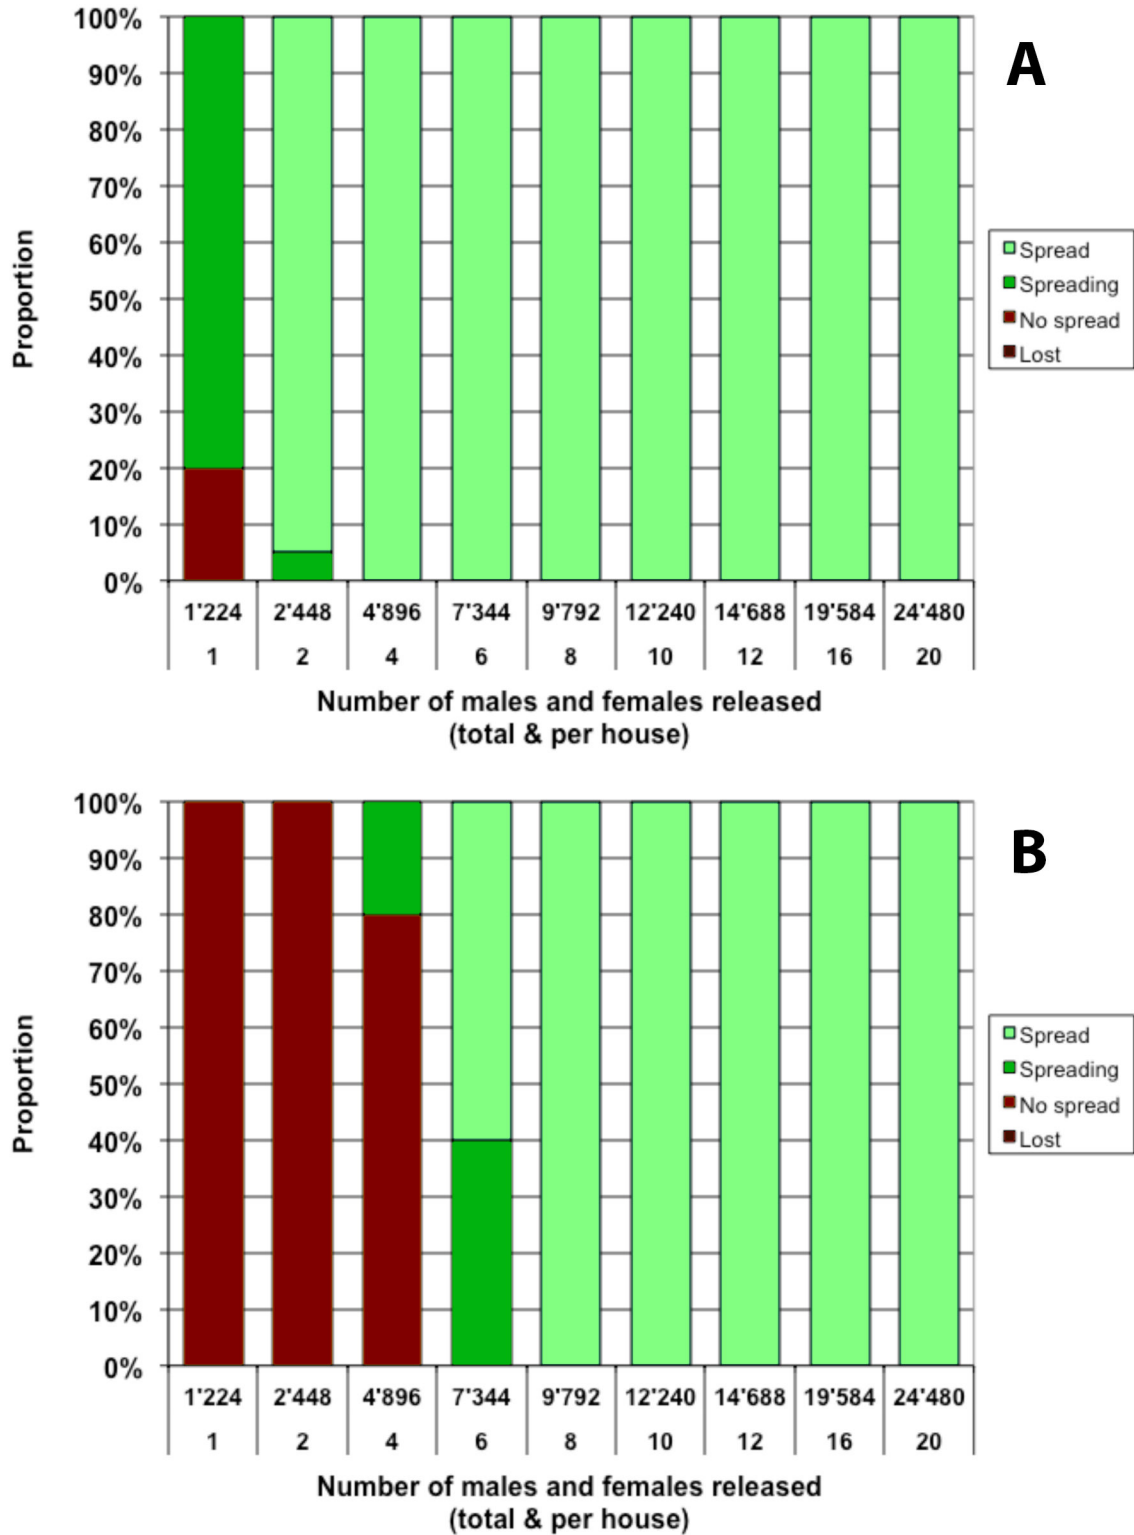 A
100%
90%
80%
70%
60%
50%
40%
30%
20%
10%
0%
Proportion
Spread
Spreading
No spread
Lost
1'224 2'448 4'896 7'344 9'792 12'240 14'688 19'584 24'480
1 2 4 6 8 10 12 16 20
Number of males and females released
(total & per house)
B
100%
90%
80%
70%
60%
50%
40%
30%
20%
10%
0%
Proportion
Spread
Spreading
No spread
Lost
1'224 2'448 4'896 7'344 9'792 12'240 14'688 19'584 24'480
1 2 4 6 8 10 12 16 20
Number of males and females released
(total & per house)